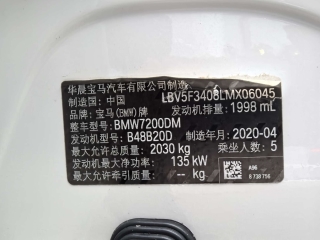 华晨宝马汽车有限公司制造
制造国: 中国 LBV5F3408LMX06045
品牌: 宝马(BMW)牌 发动机排量: 1998 mL
整车型号: BMW7200DM
发动机型号: B48B20D 制造年月: 2020-04
最大允许总质量: 2030 kg 乘坐人数: 5
发动机最大净功率: 135 kW A96
最大允许牵引质量: -- kg 8 738 756